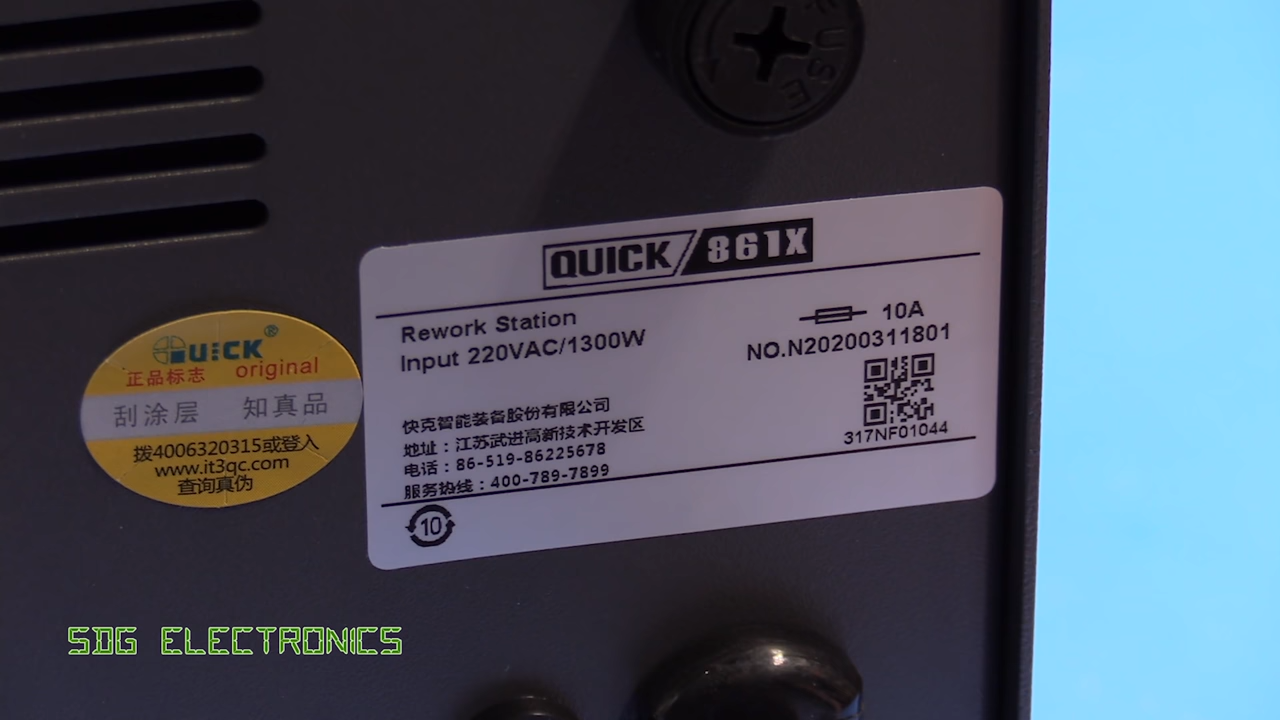 FUSE
QUICK 861X
Rework Station
Input 220VAC/1300W
10A
NO.N20200311801
快克智能装备股份有限公司
地址：江苏武进高新技术开发区
电话：86-519-86225678
服务热线：400-789-7899
317NF01044
10
QUICK®
正品标志 original
刮涂层 知真品
拨4006320315或登入
www.it3qc.com
查询真伪
SDG ELECTRONICS